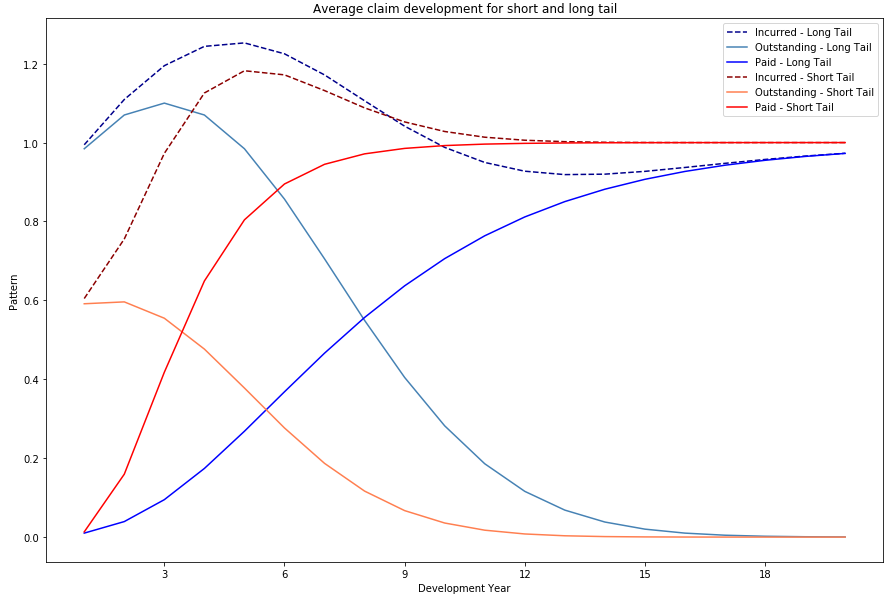 Average claim development for short and long tail
Incurred - Long Tail
Outstanding - Long Tail
Paid - Long Tail
Incurred - Short Tail
Outstanding - Short Tail
Paid - Short Tail
Pattern
1.2
1.0
0.8
0.6
0.4
0.2
0.0
3 6 9 12 15 18
Development Year